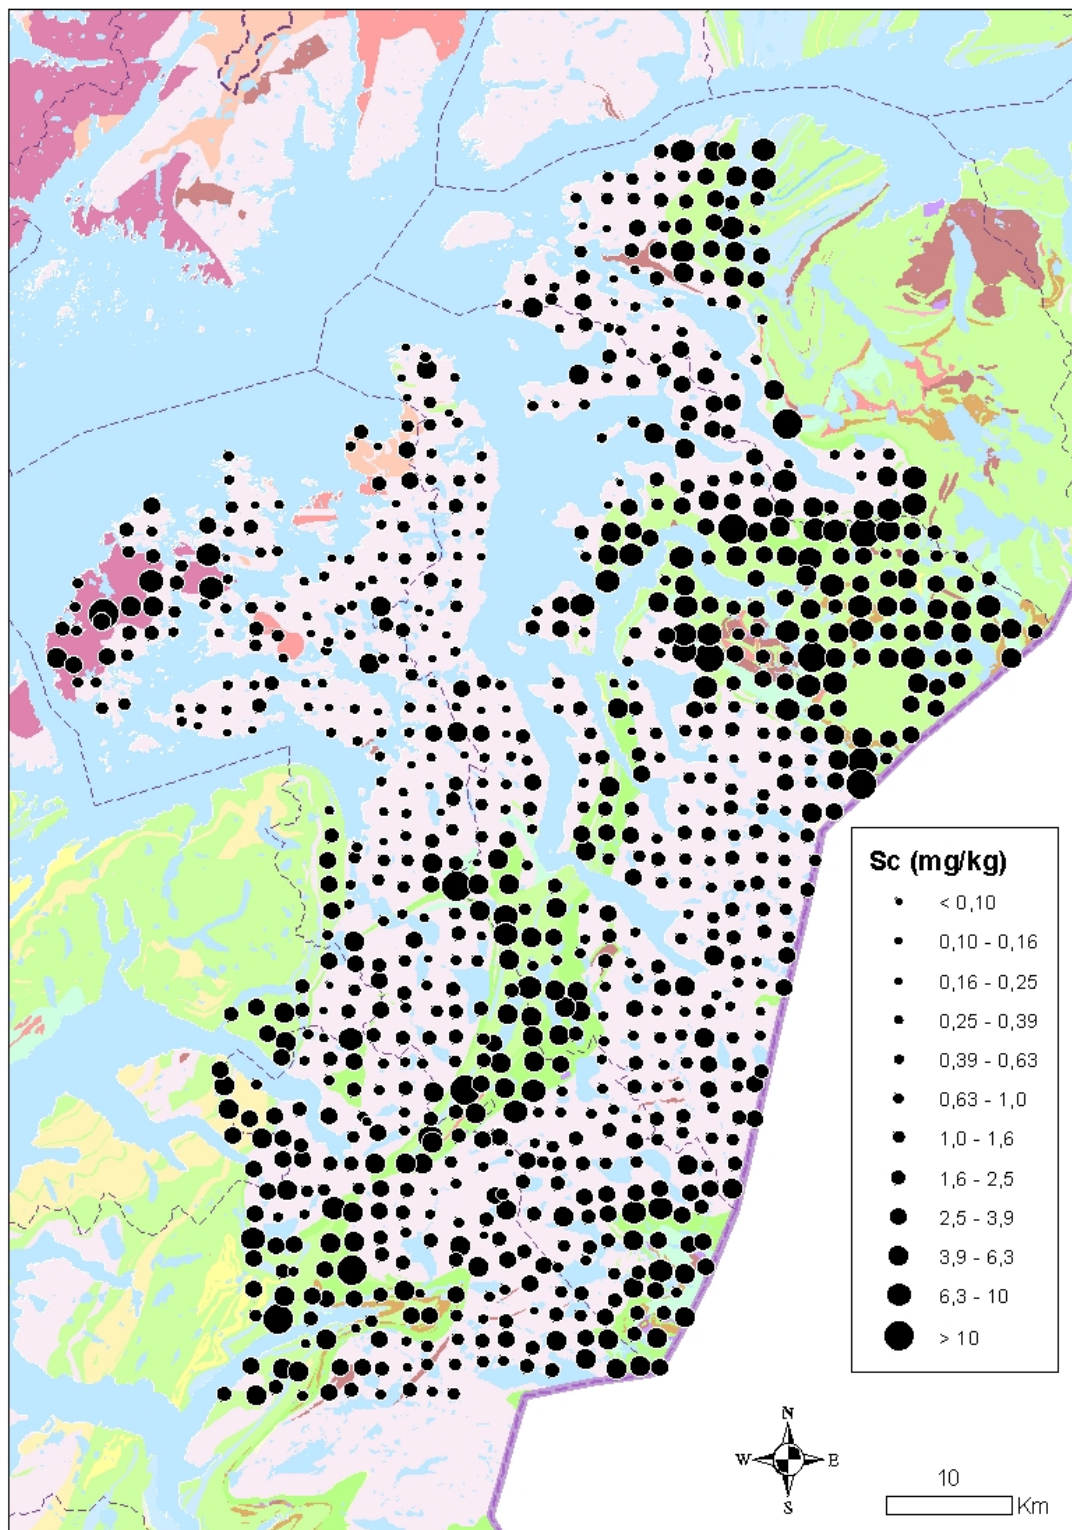 Sc (mg/kg)
< 0,10
0,10 - 0,16
0,16 - 0,25
0,25 - 0,39
0,39 - 0,63
0,63 - 1,0
1,0 - 1,6
1,6 - 2,5
2,5 - 3,9
3,9 - 6,3
6,3 - 10
> 10
N
W E
S
10
Km